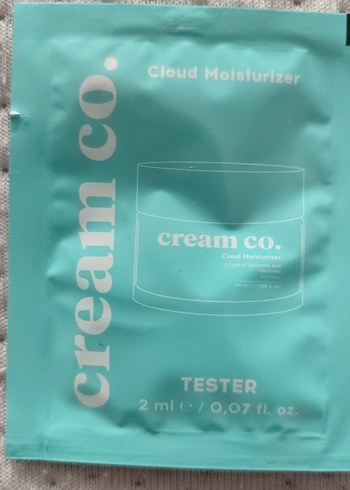 cream co.
Cloud Moisturizer
cream co.
Cloud Moisturizer
TESTER
2 ml ℮ / 0,07 fl. oz.